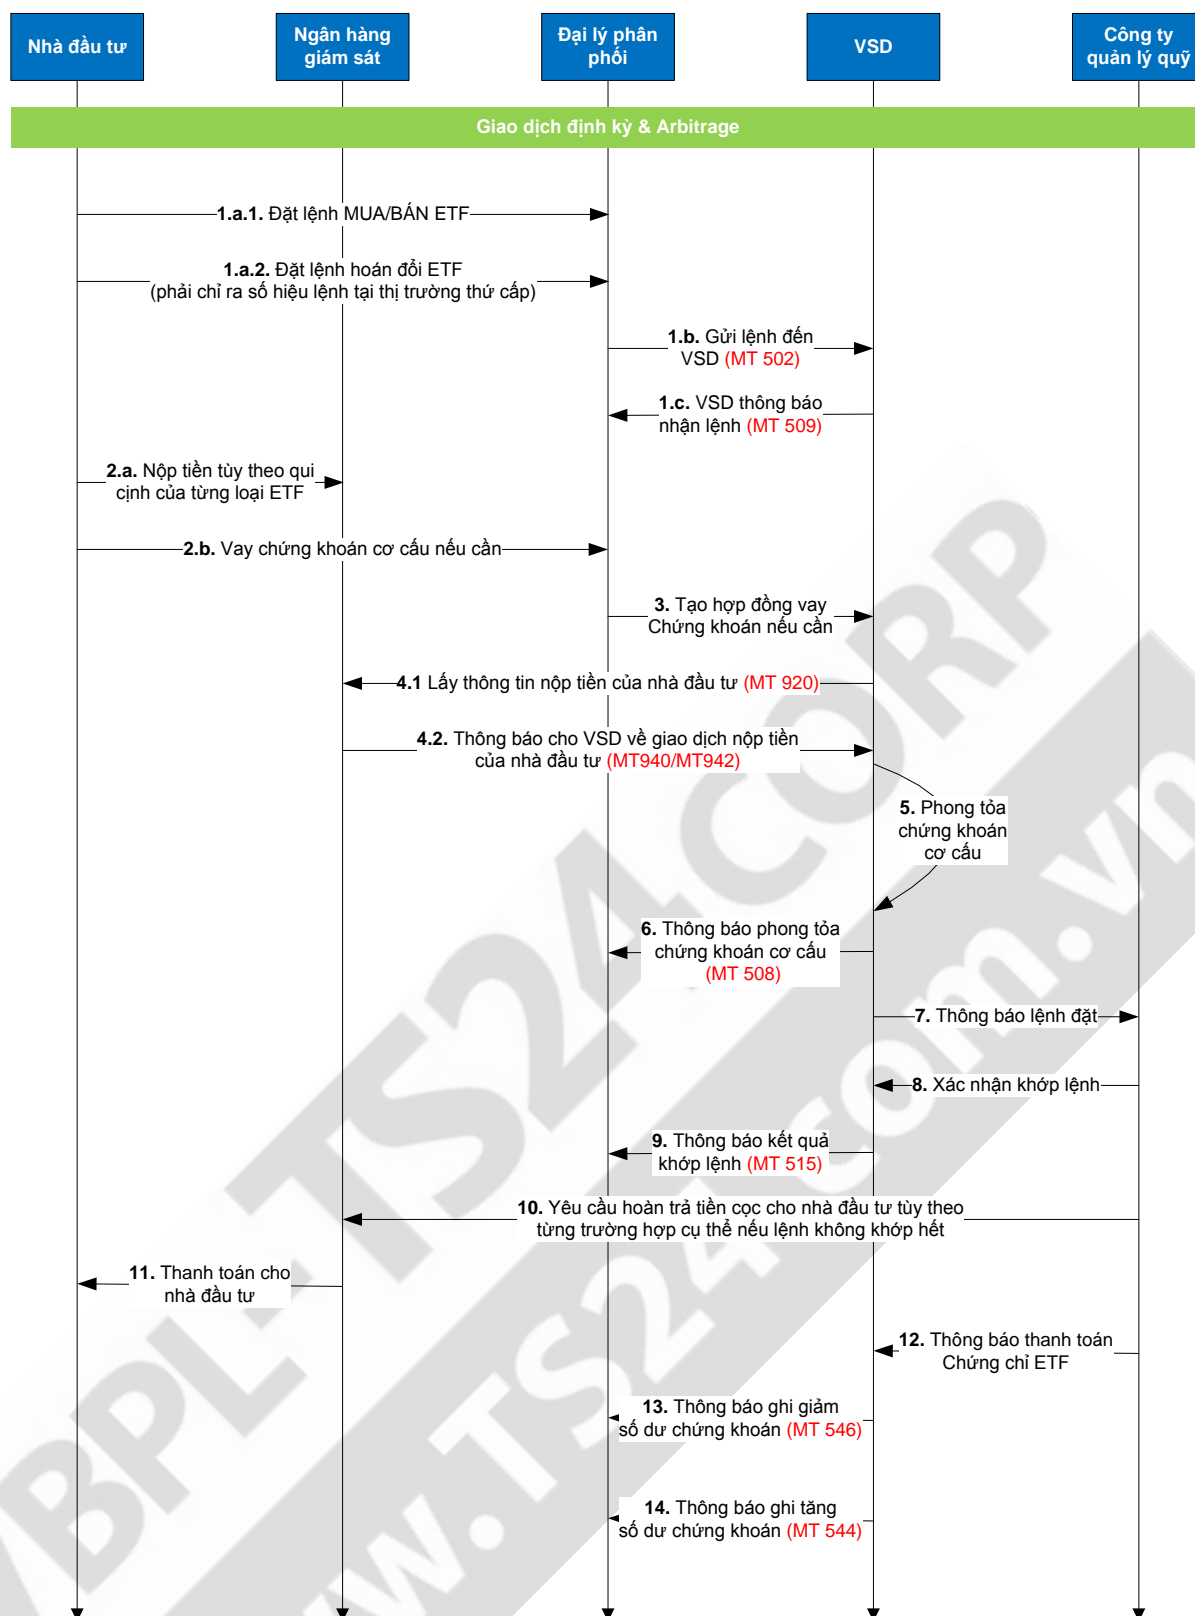 Nhà đầu tư
Ngân hàng
giám sát
Đại lý phân
phối
VSD
Công ty
quản lý quỹ
Giao dịch định kỳ & Arbitrage
1.a.1. Đặt lệnh MUA/BÁN ETF
1.a.2. Đặt lệnh hoán đổi ETF
(phải chỉ ra số hiệu lệnh tại thị trường thứ cấp)
1.b. Gửi lệnh đến
VSD (MT 502)
1.c. VSD thông báo
nhận lệnh (MT 509)
2.a. Nộp tiền tùy theo qui
cịnh của từng loại ETF
2.b. Vay chứng khoán cơ cấu nếu cần
3. Tạo hợp đồng vay
Chứng khoán nếu cần
4.1 Lấy thông tin nộp tiền của nhà đầu tư (MT 920)
4.2. Thông báo cho VSD về giao dịch nộp tiền
của nhà đầu tư (MT940/MT942)
5. Phong tỏa
chứng khoán
cơ cấu
6. Thông báo phong tỏa
chứng khoán cơ cấu
(MT 508)
7. Thông báo lệnh đặt
8. Xác nhận khớp lệnh
9. Thông báo kết quả
khớp lệnh (MT 515)
10. Yêu cầu hoàn trả tiền cọc cho nhà đầu tư tùy theo
từng trường hợp cụ thể nếu lệnh không khớp hết
11. Thanh toán cho
nhà đầu tư
12. Thông báo thanh toán
Chứng chỉ ETF
13. Thông báo ghi giảm
số dư chứng khoán (MT 546)
14. Thông báo ghi tăng
số dư chứng khoán (MT 544)